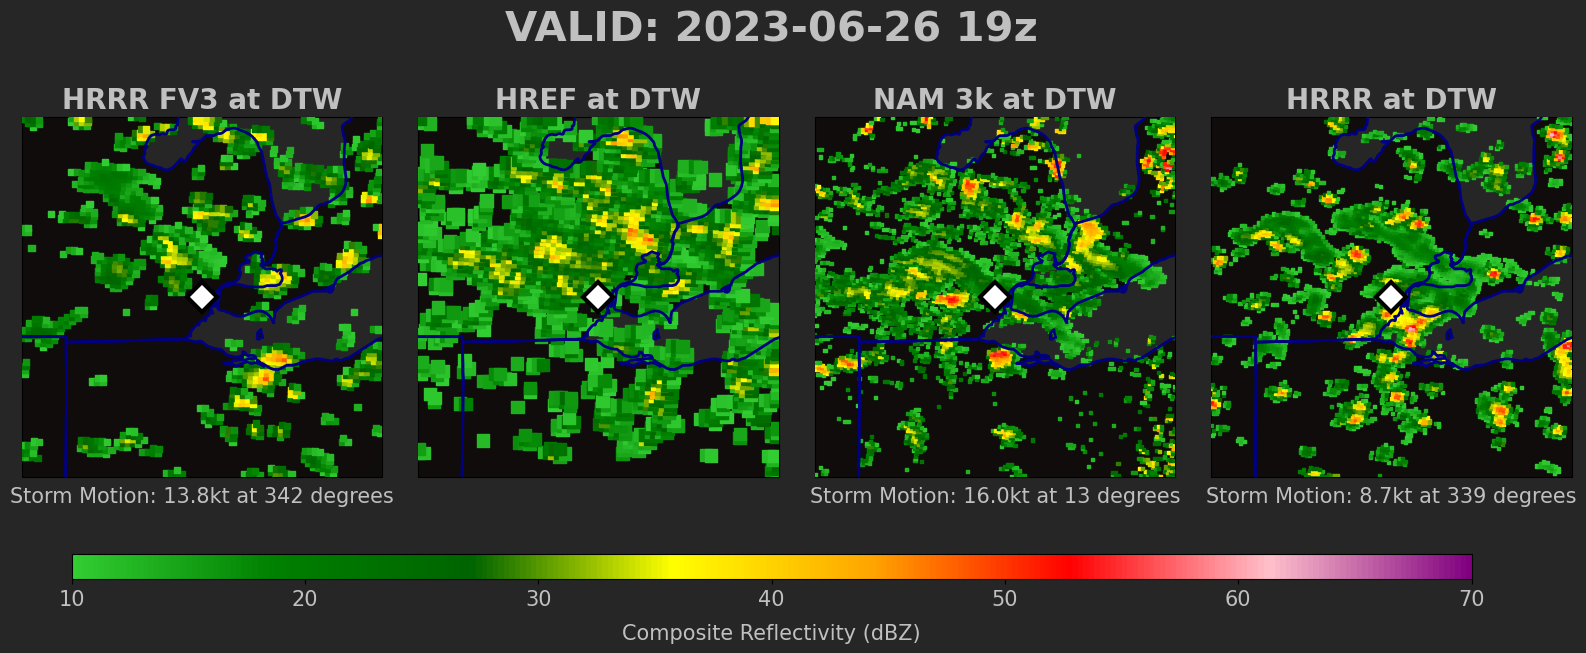 VALID: 2023-06-26 19z
HRRR FV3 at DTW
HREF at DTW
NAM 3k at DTW
HRRR at DTW
Storm Motion: 13.8kt at 342 degrees
Storm Motion: 16.0kt at 13 degrees
Storm Motion: 8.7kt at 339 degrees
10 20 30 40 50 60 70
Composite Reflectivity (dBZ)